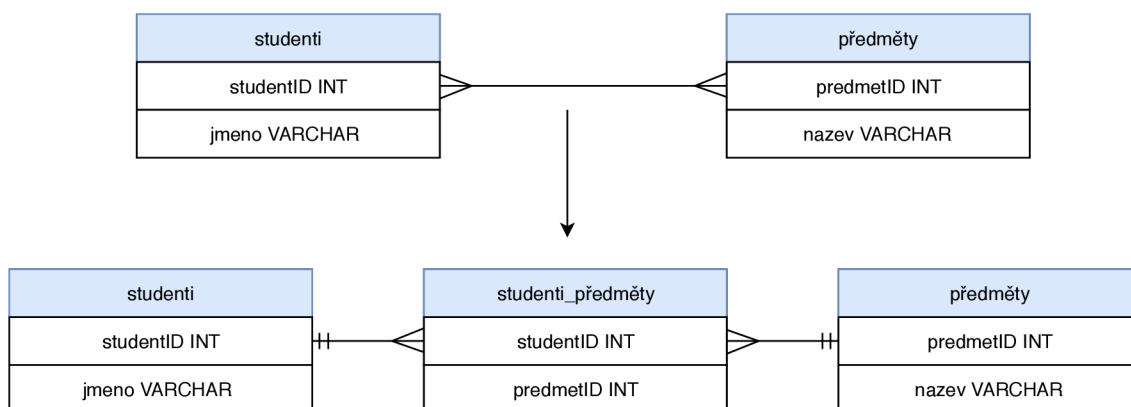 studenti
studentID INT
jmeno VARCHAR
předměty
predmetID INT
nazev VARCHAR
studenti
studentID INT
jmeno VARCHAR
studenti_předměty
studentID INT
predmetID INT
předměty
predmetID INT
nazev VARCHAR